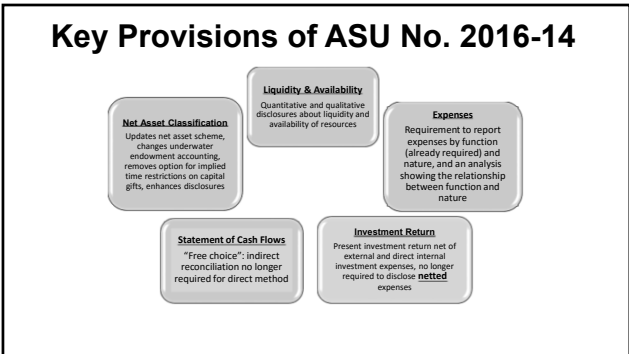 Key Provisions of ASU No. 2016-14
Liquidity & Availability
Quantitative and qualitative
disclosures about liquidity and
availability of resources
Net Asset Classification
Updates net asset scheme,
changes underwater
endowment accounting,
removes option for implied
time restrictions on capital
gifts, enhances disclosures
Expenses
Requirement to report
expenses by function
(already required) and
nature, and an analysis
showing the relationship
between function and
nature
Statement of Cash Flows
“Free choice”: indirect
reconciliation no longer
required for direct method
Investment Return
Present investment return net of
external and direct internal
investment expenses, no longer
required to disclose netted
expenses